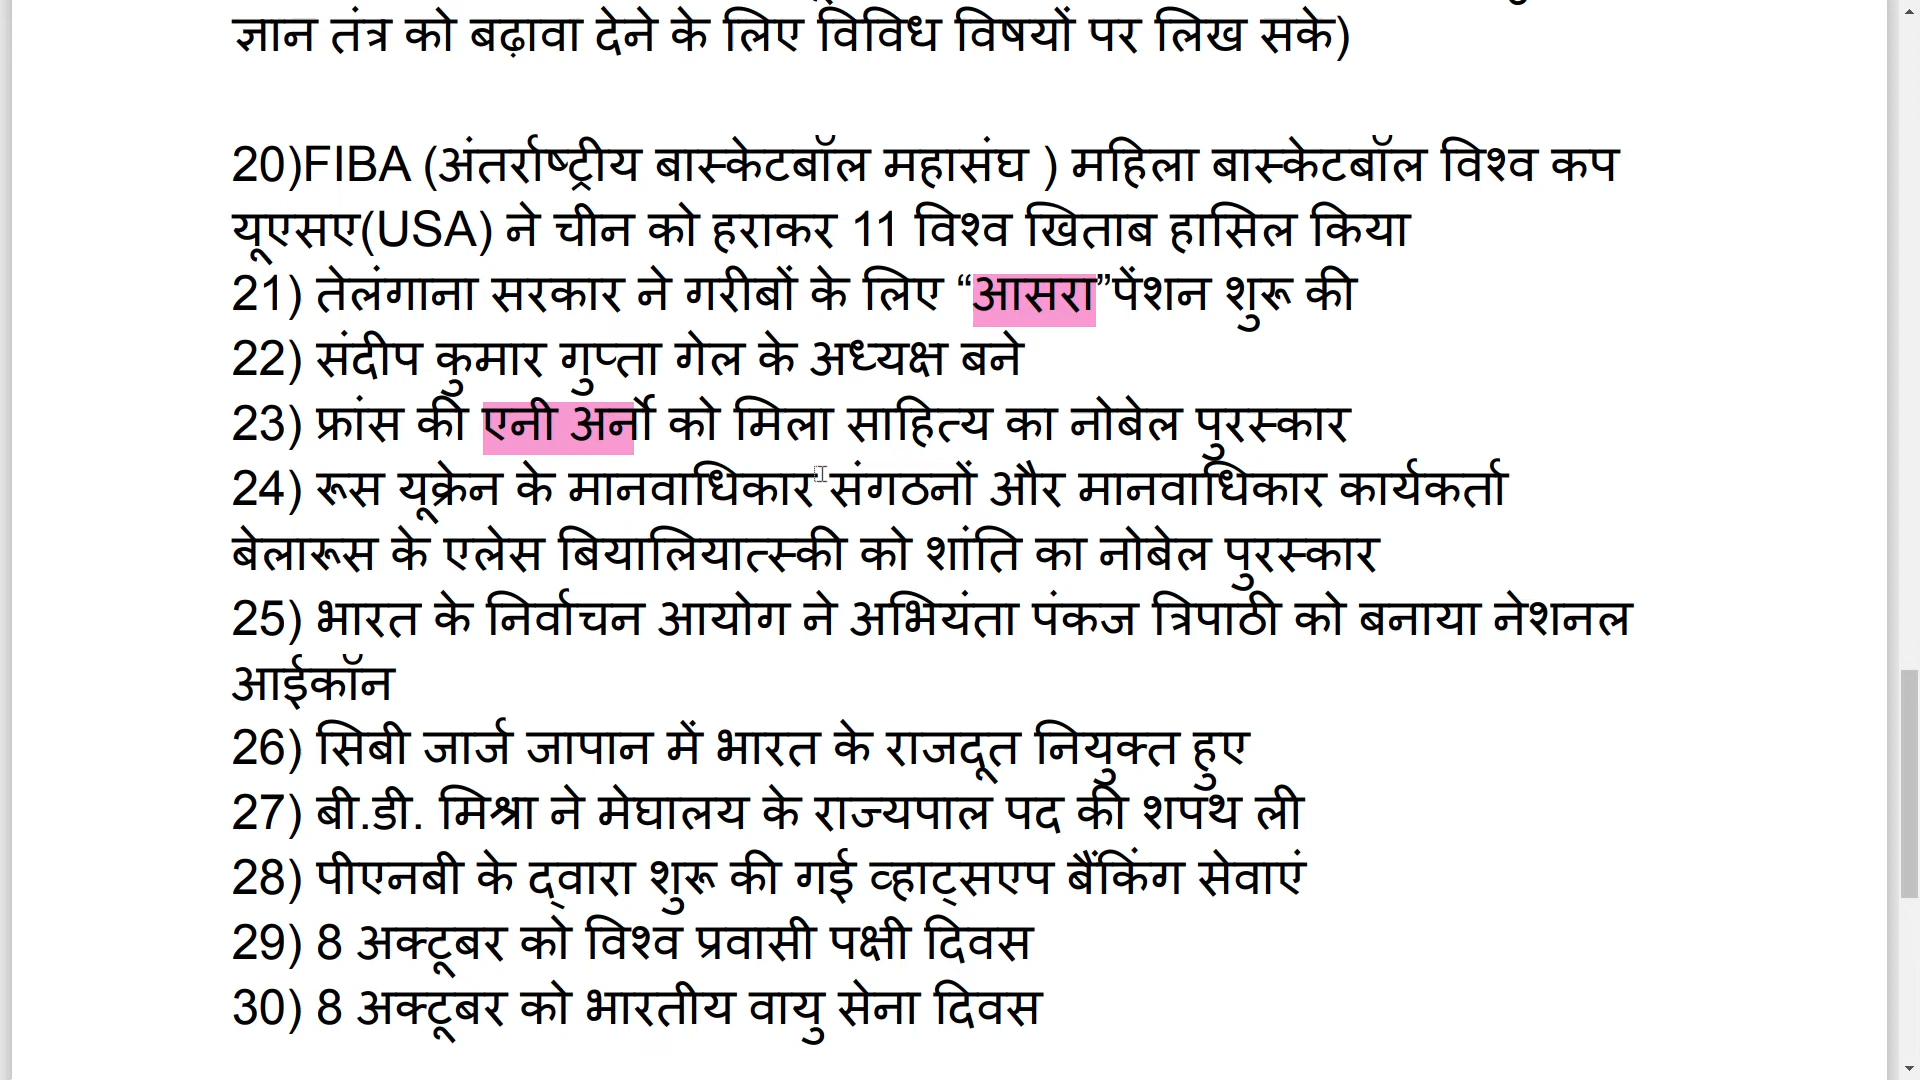 ज्ञान तंत्र को बढ़ावा देने के लिए विविध विषयों पर लिख सके)
20)FIBA (अंतर्राष्ट्रीय बास्केटबॉल महासंघ ) महिला बास्केटबॉल विश्व कप
यूएसए(USA) ने चीन को हराकर 11 विश्व खिताब हासिल किया
21) तेलंगाना सरकार ने गरीबों के लिए “आसरा”पेंशन शुरू की
22) संदीप कुमार गुप्ता गेल के अध्यक्ष बने
23) फ्रांस की एनी अर्नो को मिला साहित्य का नोबेल पुरस्कार
24) रूस यूक्रेन के मानवाधिकार संगठनों और मानवाधिकार कार्यकर्ता
बेलारूस के एलेस बियालियात्स्की को शांति का नोबेल पुरस्कार
25) भारत के निर्वाचन आयोग ने अभियंता पंकज त्रिपाठी को बनाया नेशनल
आईकॉन
26) सिबी जार्ज जापान में भारत के राजदूत नियुक्त हुए
27) बी.डी. मिश्रा ने मेघालय के राज्यपाल पद की शपथ ली
28) पीएनबी के द्वारा शुरू की गई व्हाट्सएप बैंकिंग सेवाएं
29) 8 अक्टूबर को विश्व प्रवासी पक्षी दिवस
30) 8 अक्टूबर को भारतीय वायु सेना दिवस